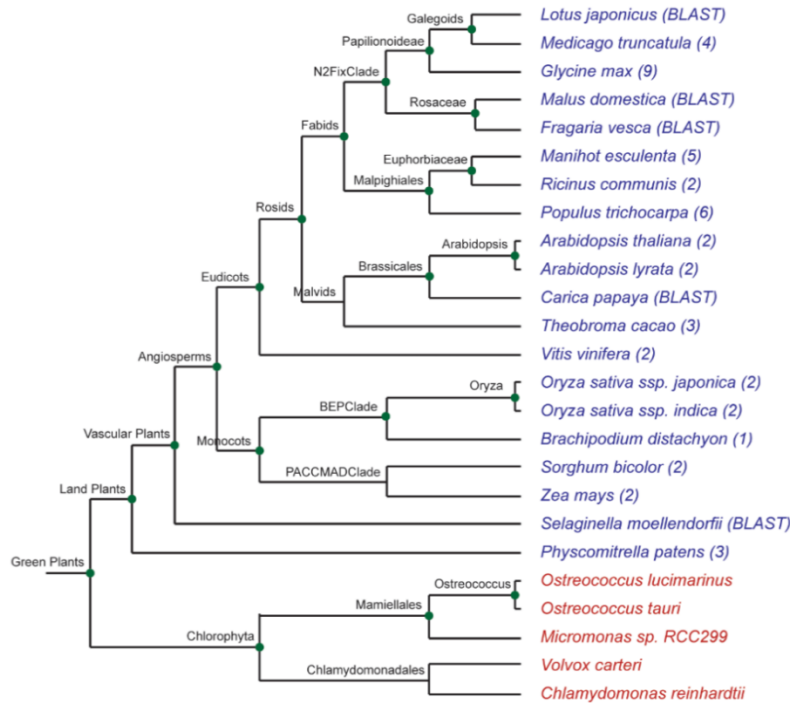 Lotus japonicus (BLAST)
Galegoids
Medicago truncatula (4)
Papilionoideae
Glycine max (9)
N2FixClade
Malus domestica (BLAST)
Rosaceae
Fragaria vesca (BLAST)
Fabids
Manihot esculenta (5)
Euphorbiaceae
Ricinus communis (2)
Malpighiales
Populus trichocarpa (6)
Rosids
Arabidopsis thaliana (2)
Arabidopsis
Arabidopsis lyrata (2)
Brassicales
Carica papaya (BLAST)
Eudicots
Malvids
Theobroma cacao (3)
Vitis vinifera (2)
Angiosperms
Oryza sativa ssp. japonica (2)
Oryza
Oryza sativa ssp. indica (2)
BEPClade
Brachipodium distachyon (1)
Vascular Plants
Monocots
Sorghum bicolor (2)
PACCMADClade
Zea mays (2)
Land Plants
Selaginella moellendorfii (BLAST)
Physcomitrella patens (3)
Green Plants
Ostreococcus lucimarinus
Ostreococcus
Ostreococcus tauri
Mamiellales
Micromonas sp. RCC299
Chlorophyta
Volvox carteri
Chlamydomonadales
Chlamydomonas reinhardtii